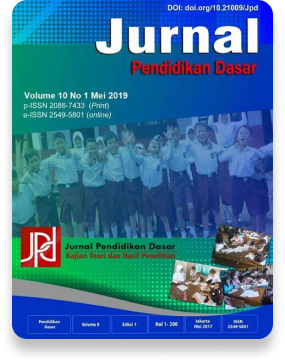 DOI: doi.org/10.21009/Jpd
Jurnal
Pendidikan Dasar
Volume 10 No 1 Mei 2019
p-ISSN 2086-7433 (Print)
e-ISSN 2549-5801 (online)
JPd
Jurnal Pendidikan Dasar
Kajian Teori dan Hasil Penelitian
Pendidikan
Dasar
Volume 8
Edisi 1
Hal 1- 200
Jakarta
Mei 2017
ISSN
2549-5801